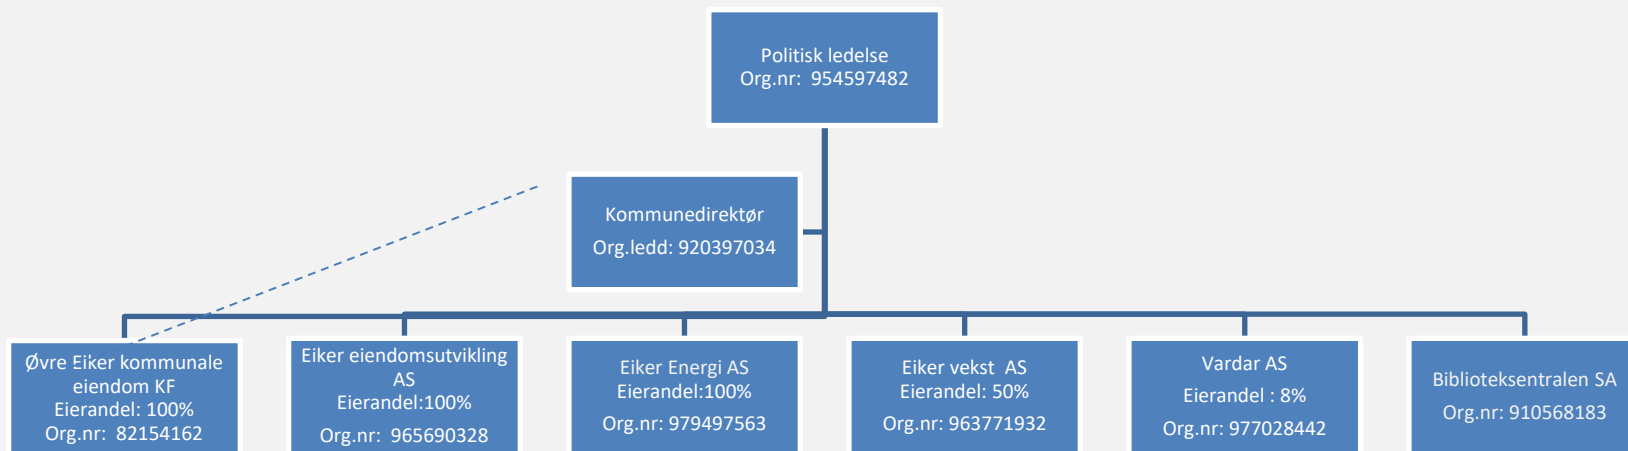 Politisk ledelse
Org.nr: 954597482
Kommunedirektør
Org.ledd: 920397034
Øvre Eiker kommunale
eiendom KF
Eierandel: 100%
Org.nr: 82154162
Eiker eiendomsutvikling
AS
Eierandel:100%
Org.nr: 965690328
Eiker Energi AS
Eierandel:100%
Org.nr: 979497563
Eiker vekst AS
Eierandel: 50%
Org.nr: 963771932
Vardar AS
Eierandel : 8%
Org.nr: 977028442
Biblioteksentralen SA
Org.nr: 910568183